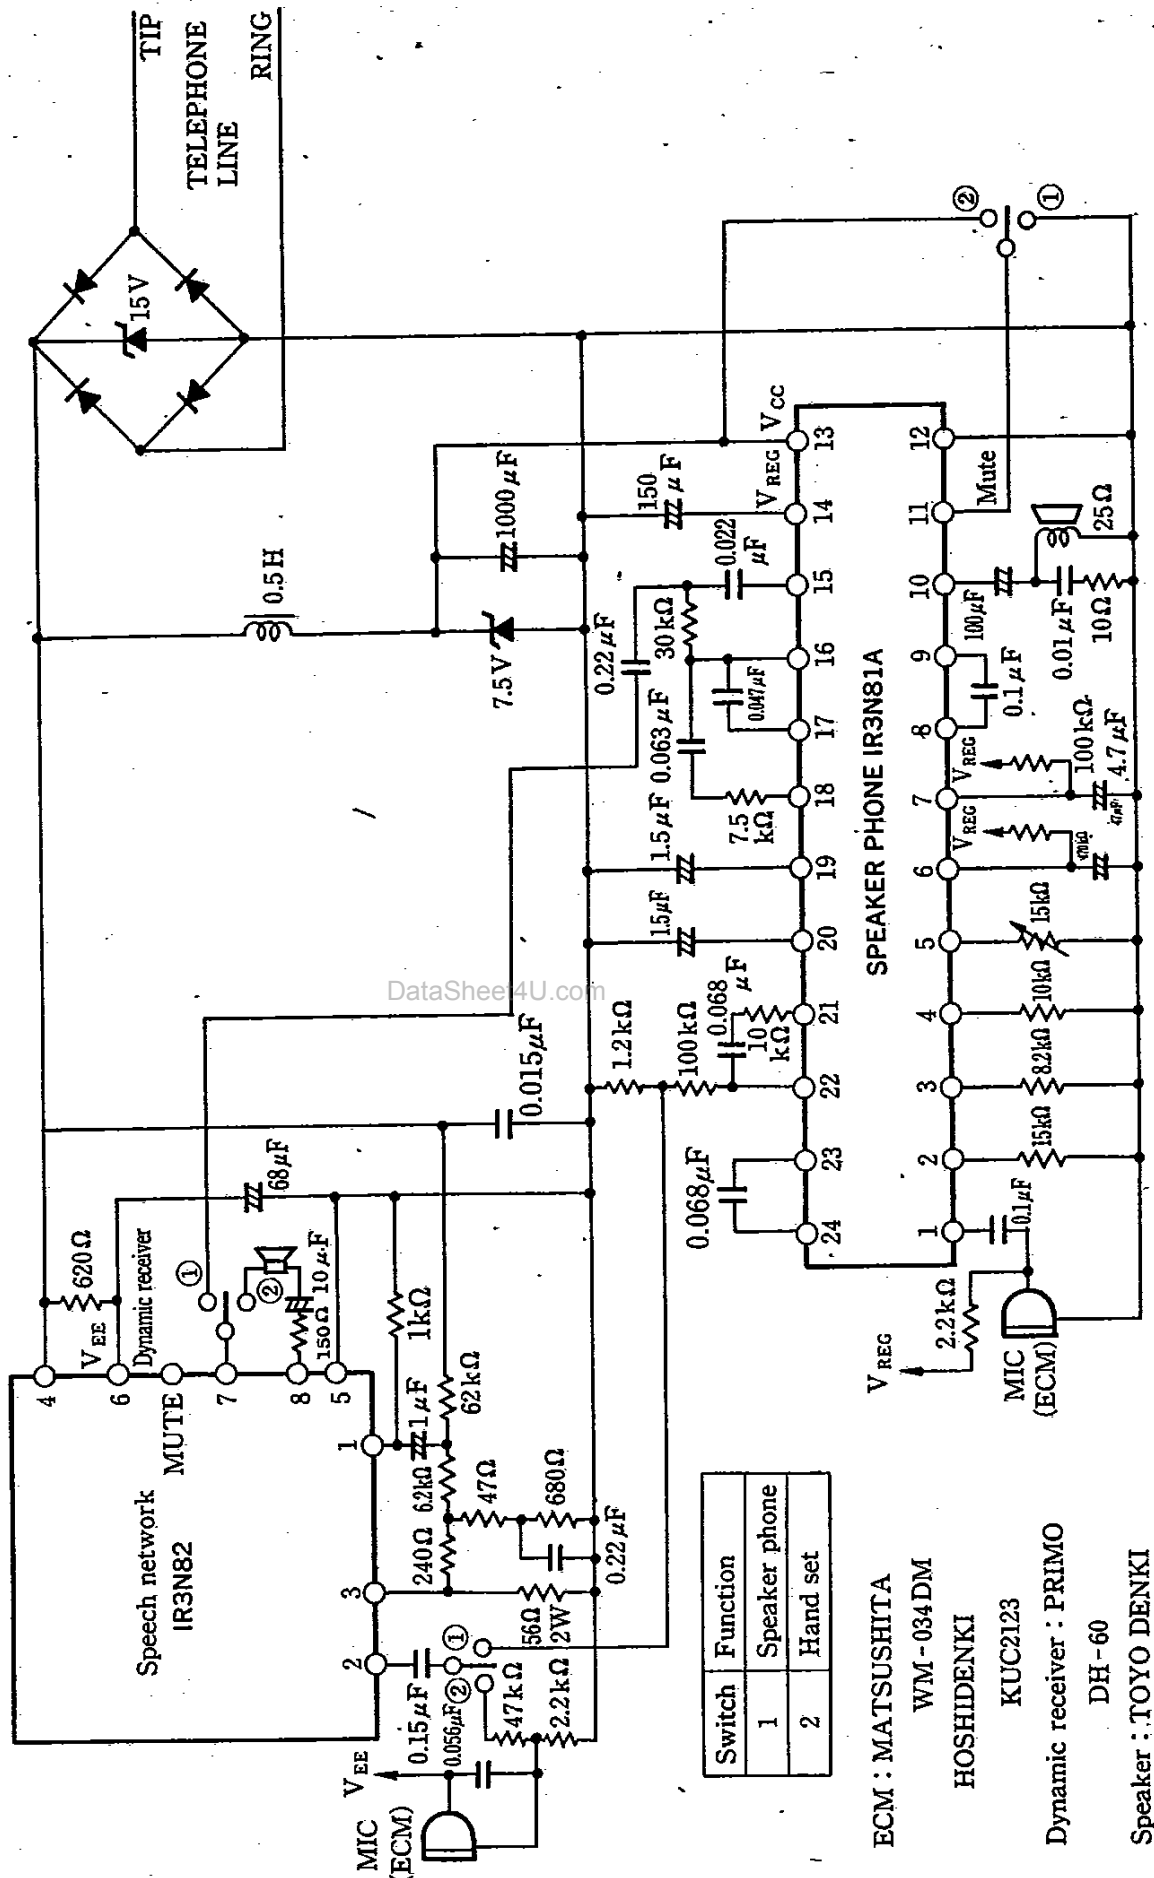 TIP
TELEPHONE
LINE
RING
15V
0.5H
7.5V
1000μF
150
μF
VREG
VCC
0.022
μF
0.22μF
30kΩ
0.047μF
0.063μF
7.5
kΩ
1.5μF
1.5μF
DataSheet4U.com
0.068
μF
10
kΩ
100kΩ
1.2kΩ
0.015μF
0.068μF
68μF
620Ω
VEE
Dynamic receiver
①
②
10μF
150Ω
1kΩ
62kΩ
1μF
6.2kΩ
47Ω
680Ω
240Ω
0.22μF
56Ω
2W
①
②
0.15μF
0.056μF
47kΩ
2.2kΩ
VEE
MIC
(ECM)
Speech network
IR3N82
4
6
MUTE
7
8
5
1
3
2
SPEAKER PHONE IR3N81A
24
23
22
21
20
19
18
17
16
15
14
13
1
2
3
4
5
6
7
8
9
10
11
12
②
①
Mute
25Ω
100μF
0.01μF
10Ω
0.1μF
VREG
100kΩ
4.7μF
VREG
15kΩ
10kΩ
8.2kΩ
15kΩ
0.1μF
2.2kΩ
VREG
MIC
(ECM)
Switch Function
1 Speaker phone
2 Hand set
ECM : MATSUSHITA
WM-034DM
HOSHIDENKI
KUC2123
Dynamic receiver : PRIMO
DH-60
Speaker : TOYO DENKI